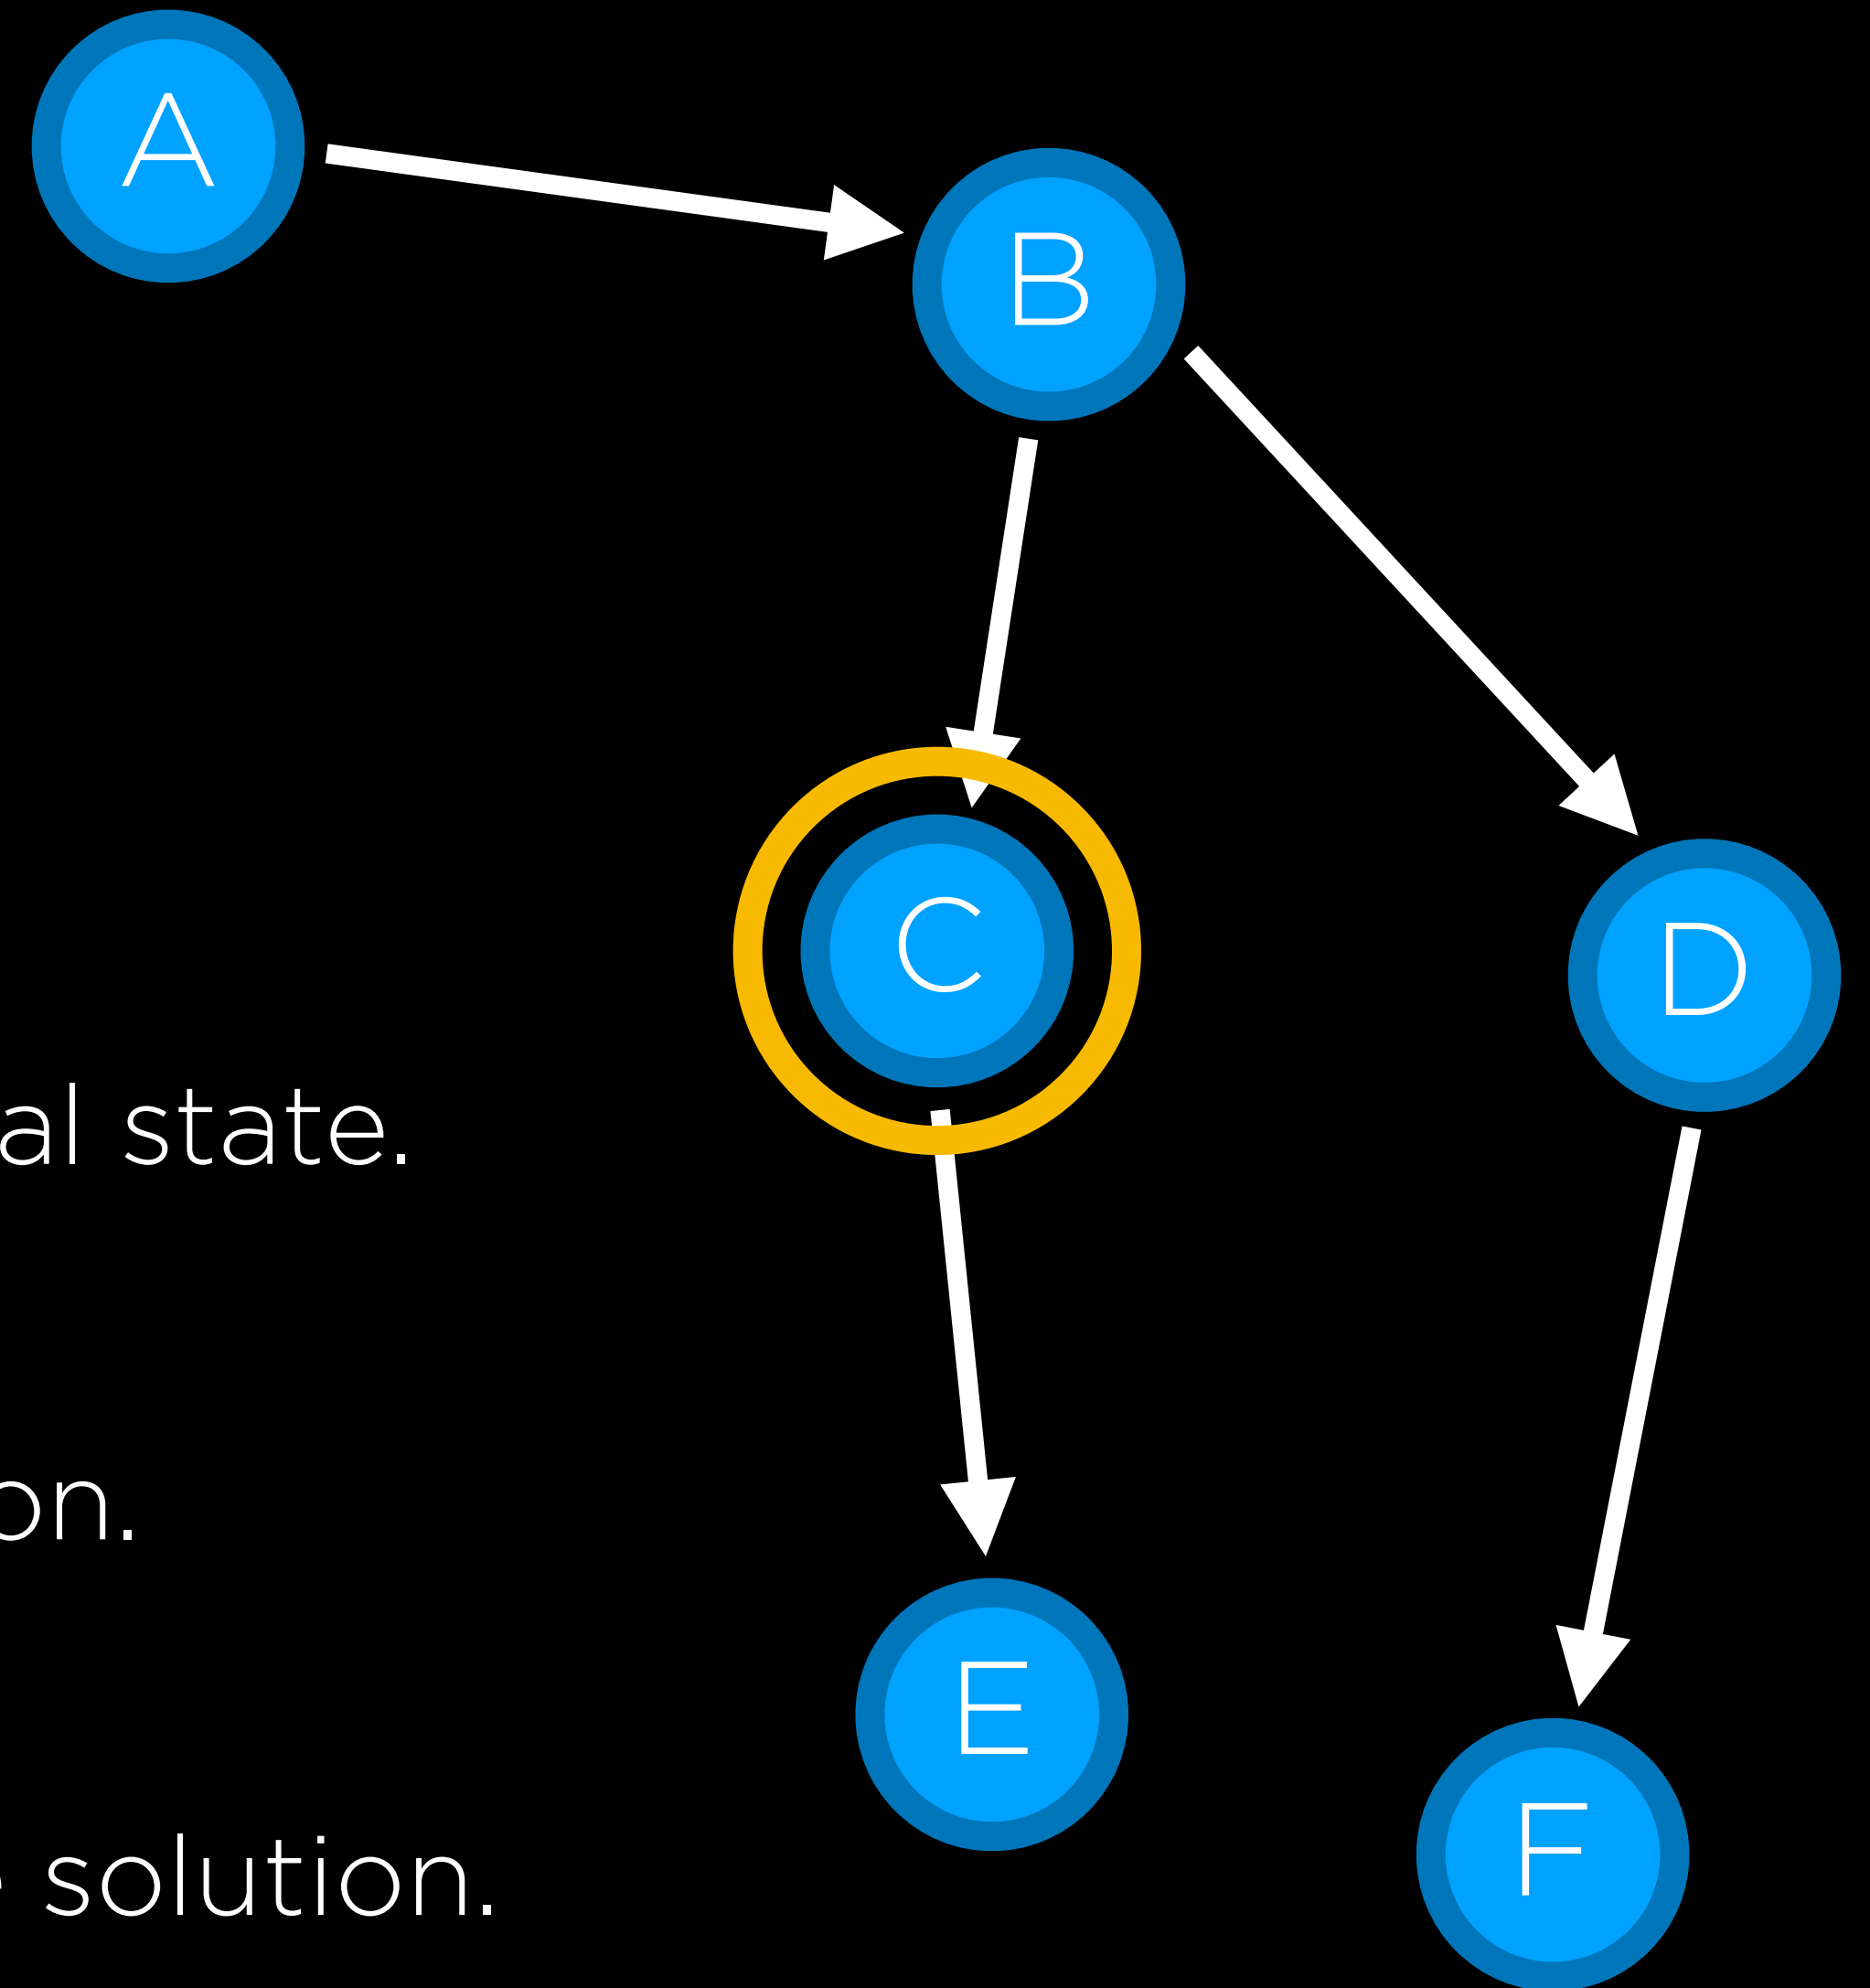 A
B
C
D
al state.
on.
E
F
solution.